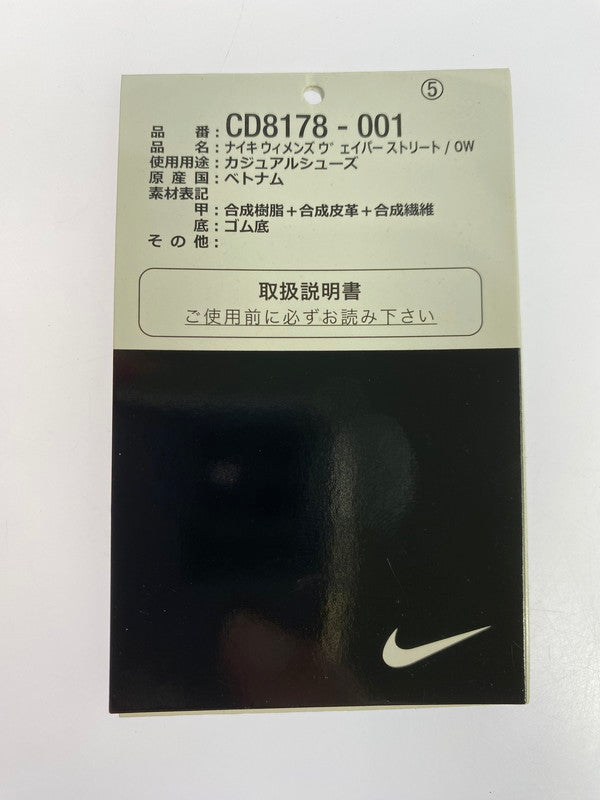 ⑤
品番:CD8178-001
品名:ナイキ ウィメンズ ヴェイパー ストリート / OW
使用用途:カジュアルシューズ
原産国:ベトナム
素材表記
甲:合成樹脂+合成皮革+合成繊維
底:ゴム底
その他:
取扱説明書
ご使用前に必ずお読み下さい